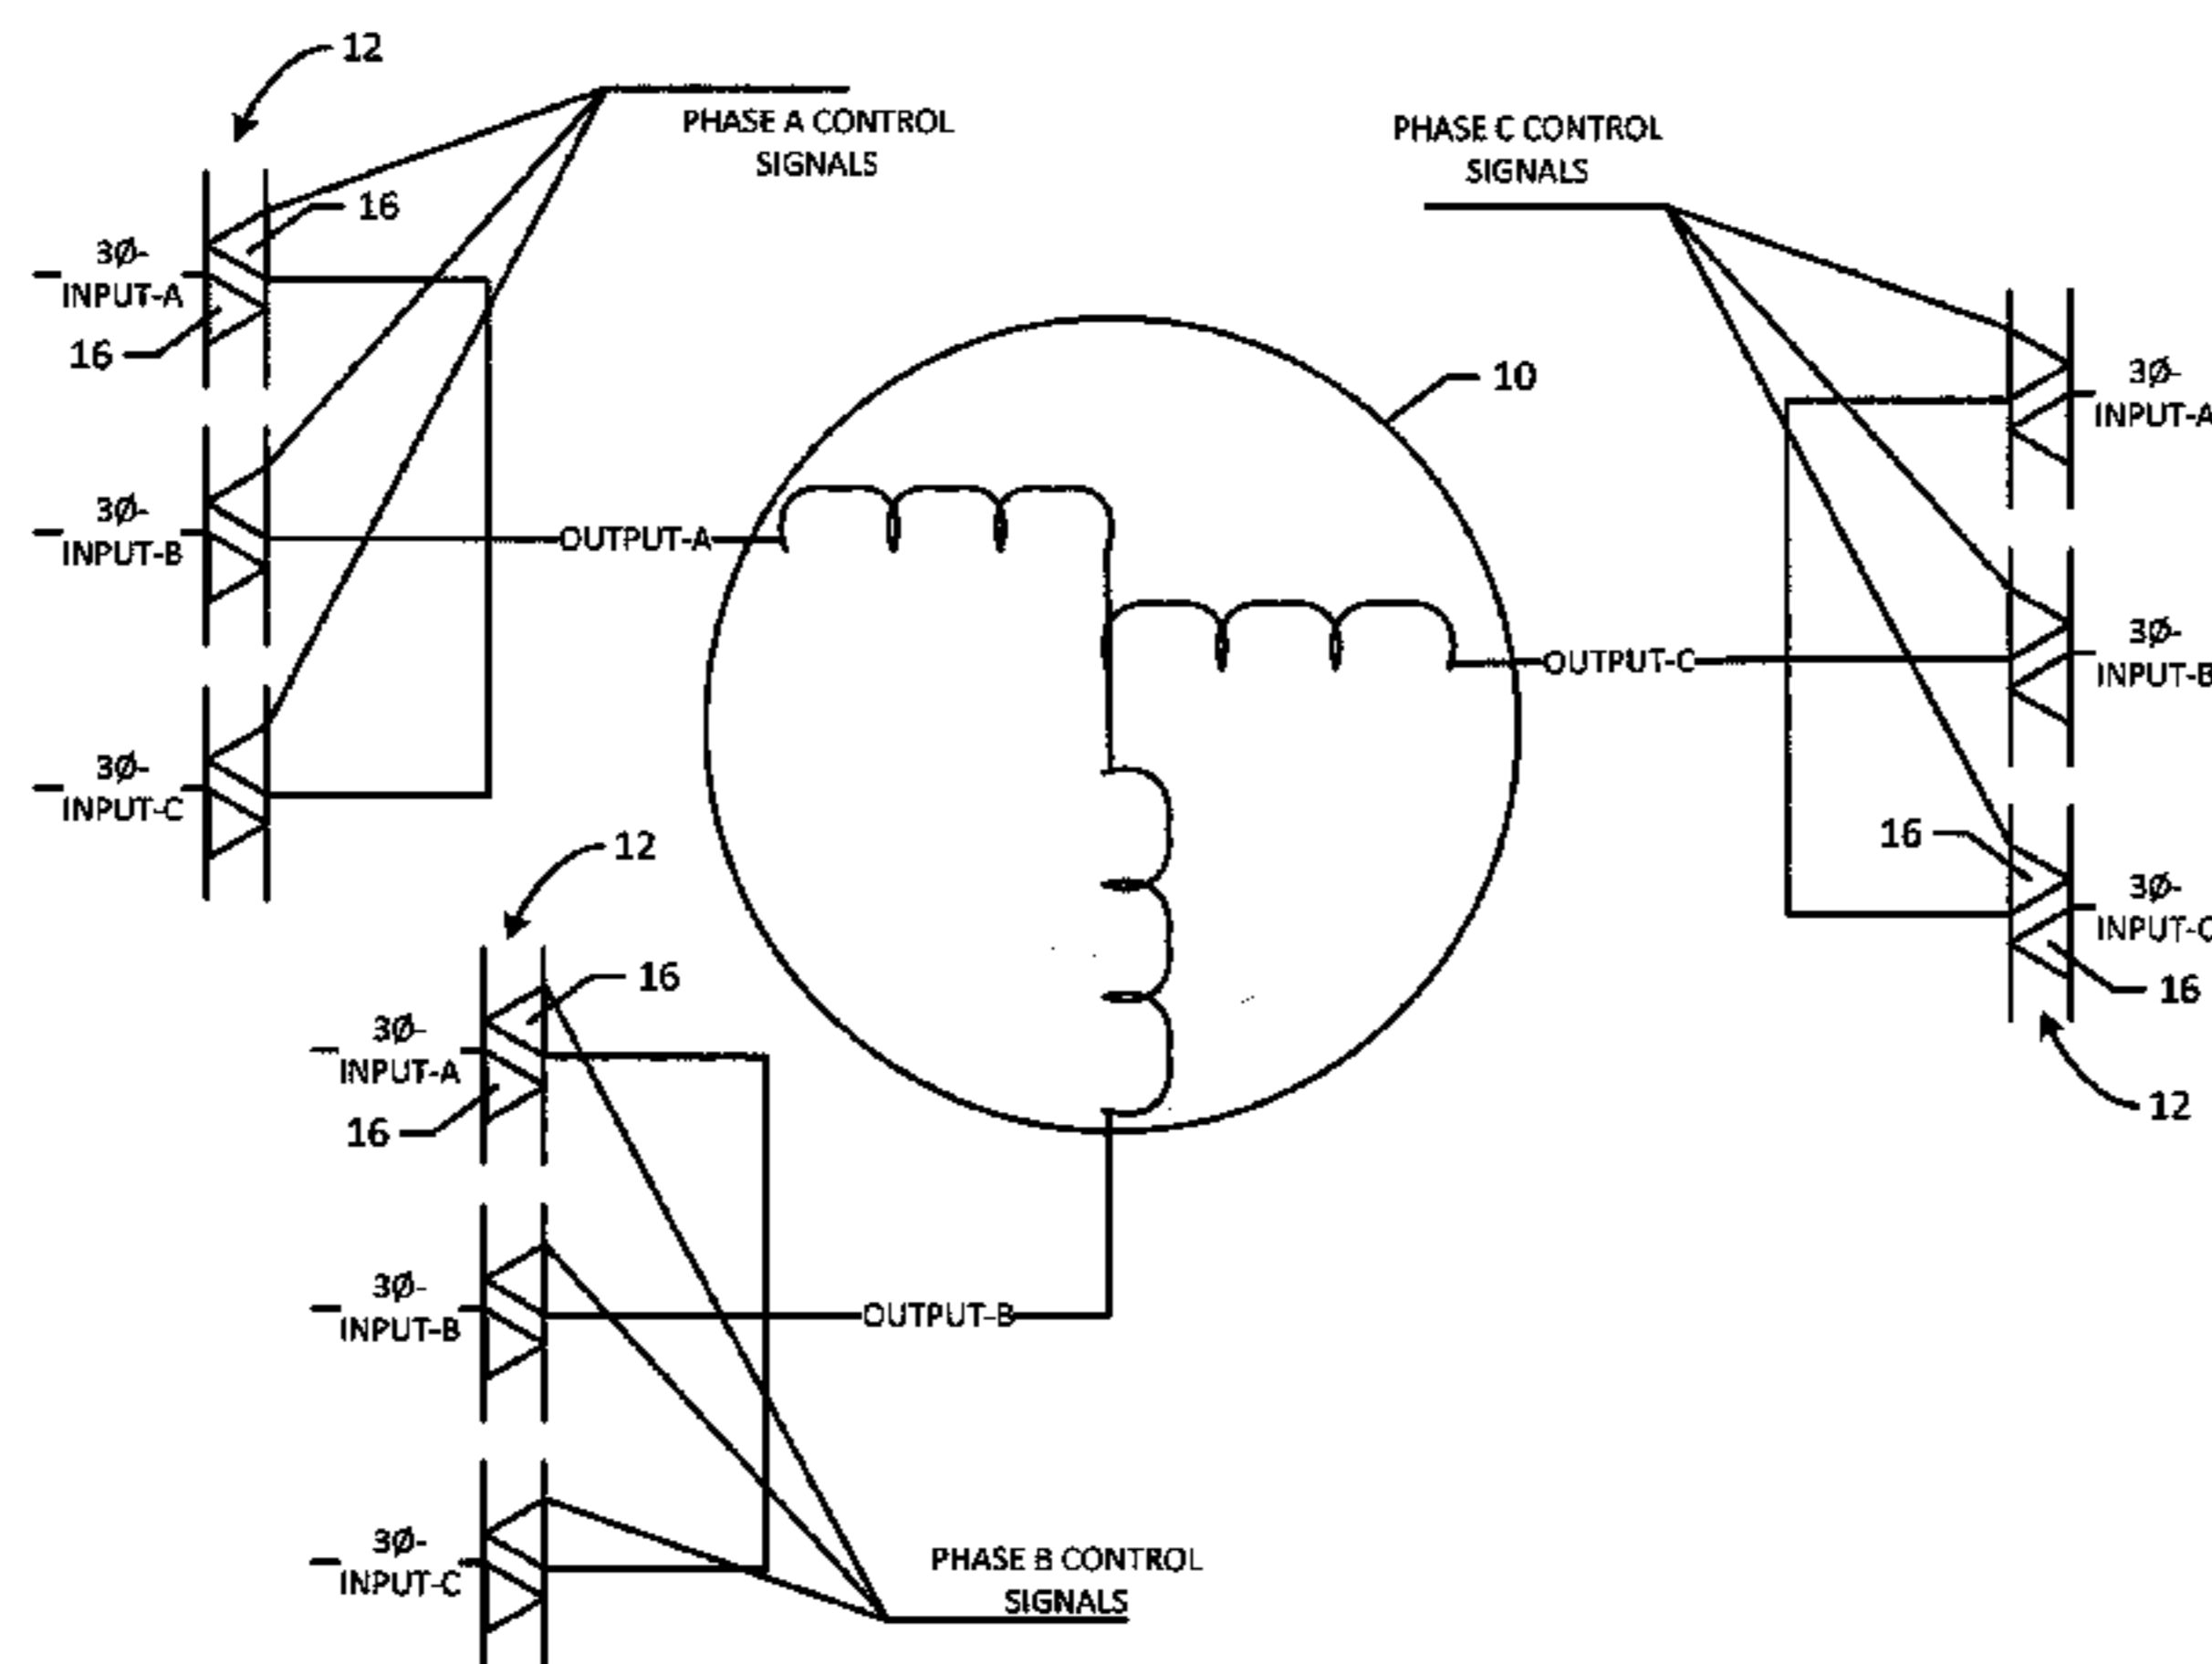 12
PHASE A CONTROL
SIGNALS
16
3Ø-
INPUT-A
16
3Ø-
INPUT-B
3Ø-
INPUT-C
OUTPUT-A
10
PHASE C CONTROL
SIGNALS
3Ø-
INPUT-A
OUTPUT-C
3Ø-
INPUT-B
16
3Ø-
INPUT-C
16
12
12
16
3Ø-
INPUT-A
16
3Ø-
INPUT-B
OUTPUT-B
3Ø-
INPUT-C
PHASE B CONTROL
SIGNALS